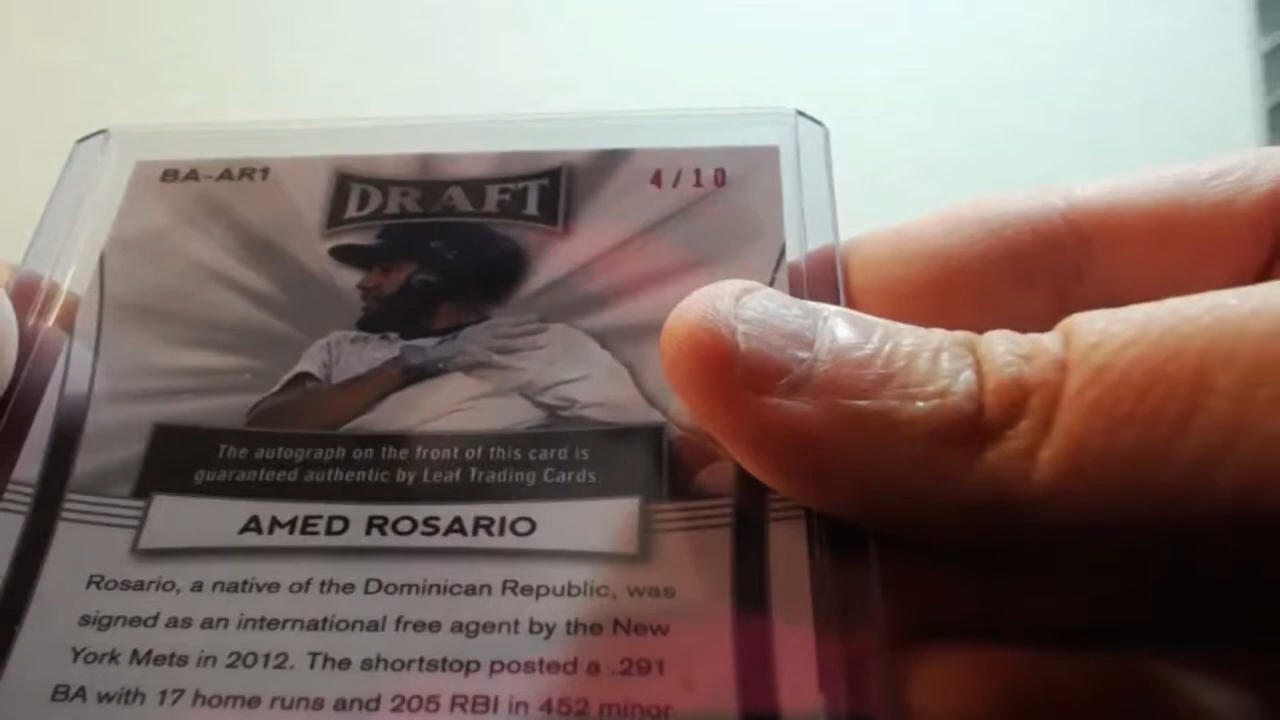 BA-AR1
DRAFT
4/10
The autograph on the front of this card is
guaranteed authentic by Leaf Trading Cards
AMED ROSARIO
Rosario, a native of the Dominican Republic, was
signed as an international free agent by the New
York Mets in 2012. The shortstop posted a .291
BA with 17 home runs and 205 RBI in 452 minor